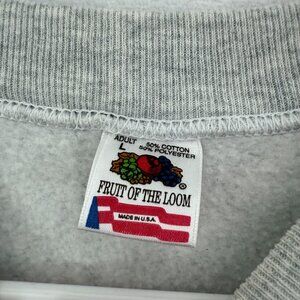 ADULT 50% COTTON
L 50% POLYESTER
®
FRUIT OF THE LOOM
MADE IN U.S.A.